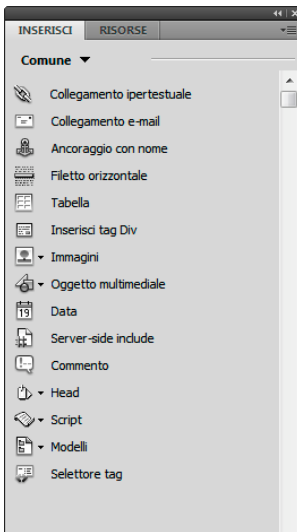 INSERISCI RISORSE
Comune
Collegamento ipertestuale
Collegamento e-mail
Ancoraggio con nome
Filetto orizzontale
Tabella
Inserisci tag Div
Immagini
Oggetto multimediale
19 Data
Server-side include
Commento
Head
Script
Modelli
Selettore tag